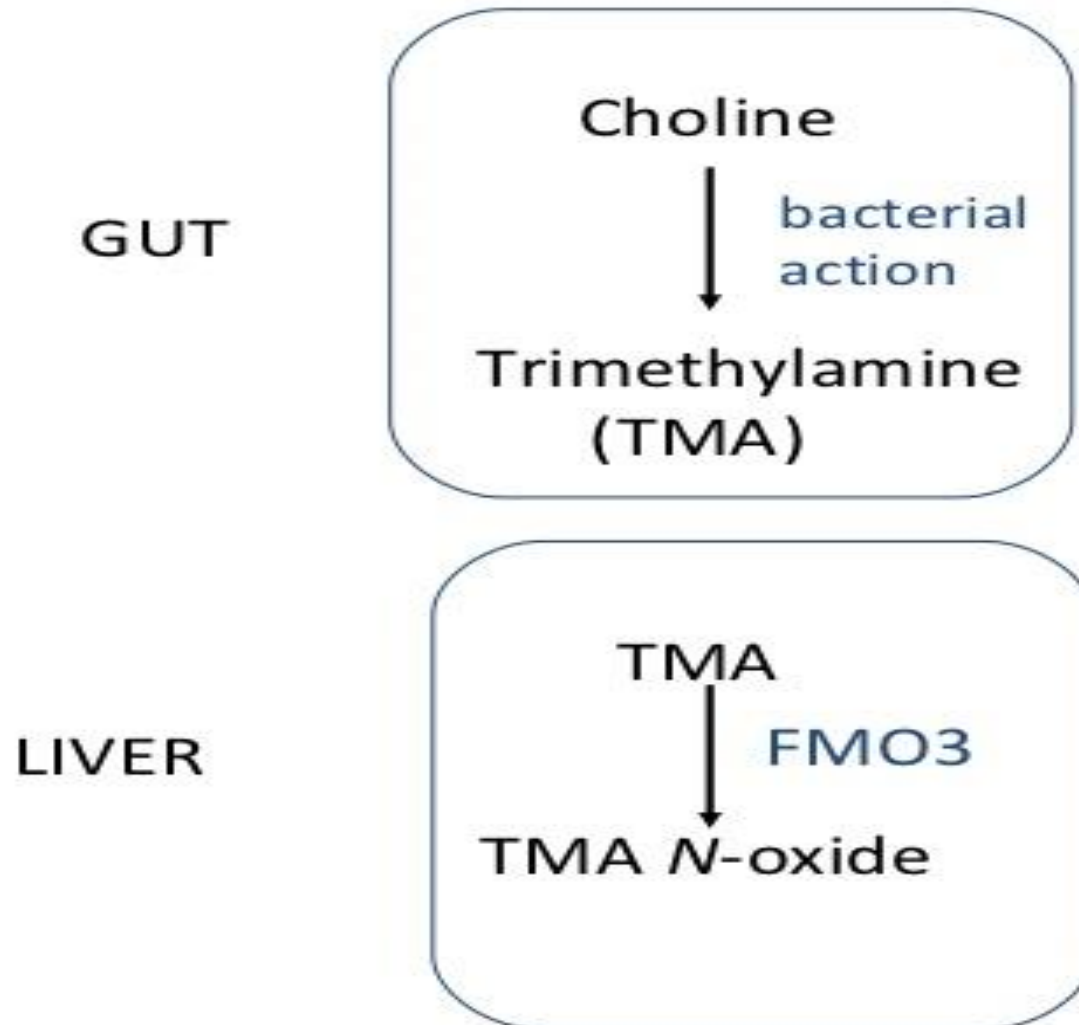 Choline
GUT
bacterial
action
Trimethylamine
(TMA)
TMA
LIVER
FMO3
TMA N-oxide